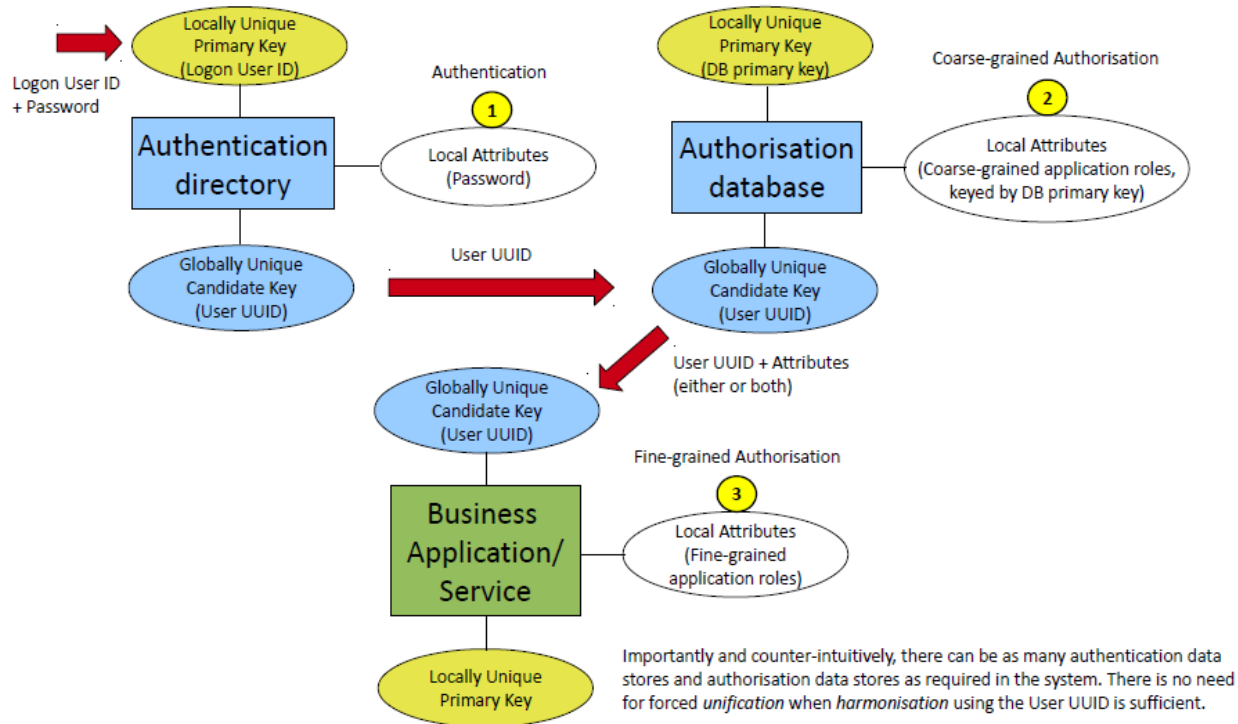 Locally Unique
Primary Key
(Logon User ID)
Logon User ID
+ Password
Authentication
1
Authentication
directory
Local Attributes
(Password)
Globally Unique
Candidate Key
(User UUID)
User UUID
Locally Unique
Primary Key
(DB primary key)
Coarse-grained Authorisation
2
Authorisation
database
Local Attributes
(Coarse-grained application roles,
keyed by DB primary key)
Globally Unique
Candidate Key
(User UUID)
User UUID + Attributes
(either or both)
Globally Unique
Candidate Key
(User UUID)
Fine-grained Authorisation
3
Business
Application/
Service
Local Attributes
(Fine-grained
application roles)
Locally Unique
Primary Key
Importantly and counter-intuitively, there can be as many authentication data
stores and authorisation data stores as required in the system. There is no need
for forced unification when harmonisation using the User UUID is sufficient.